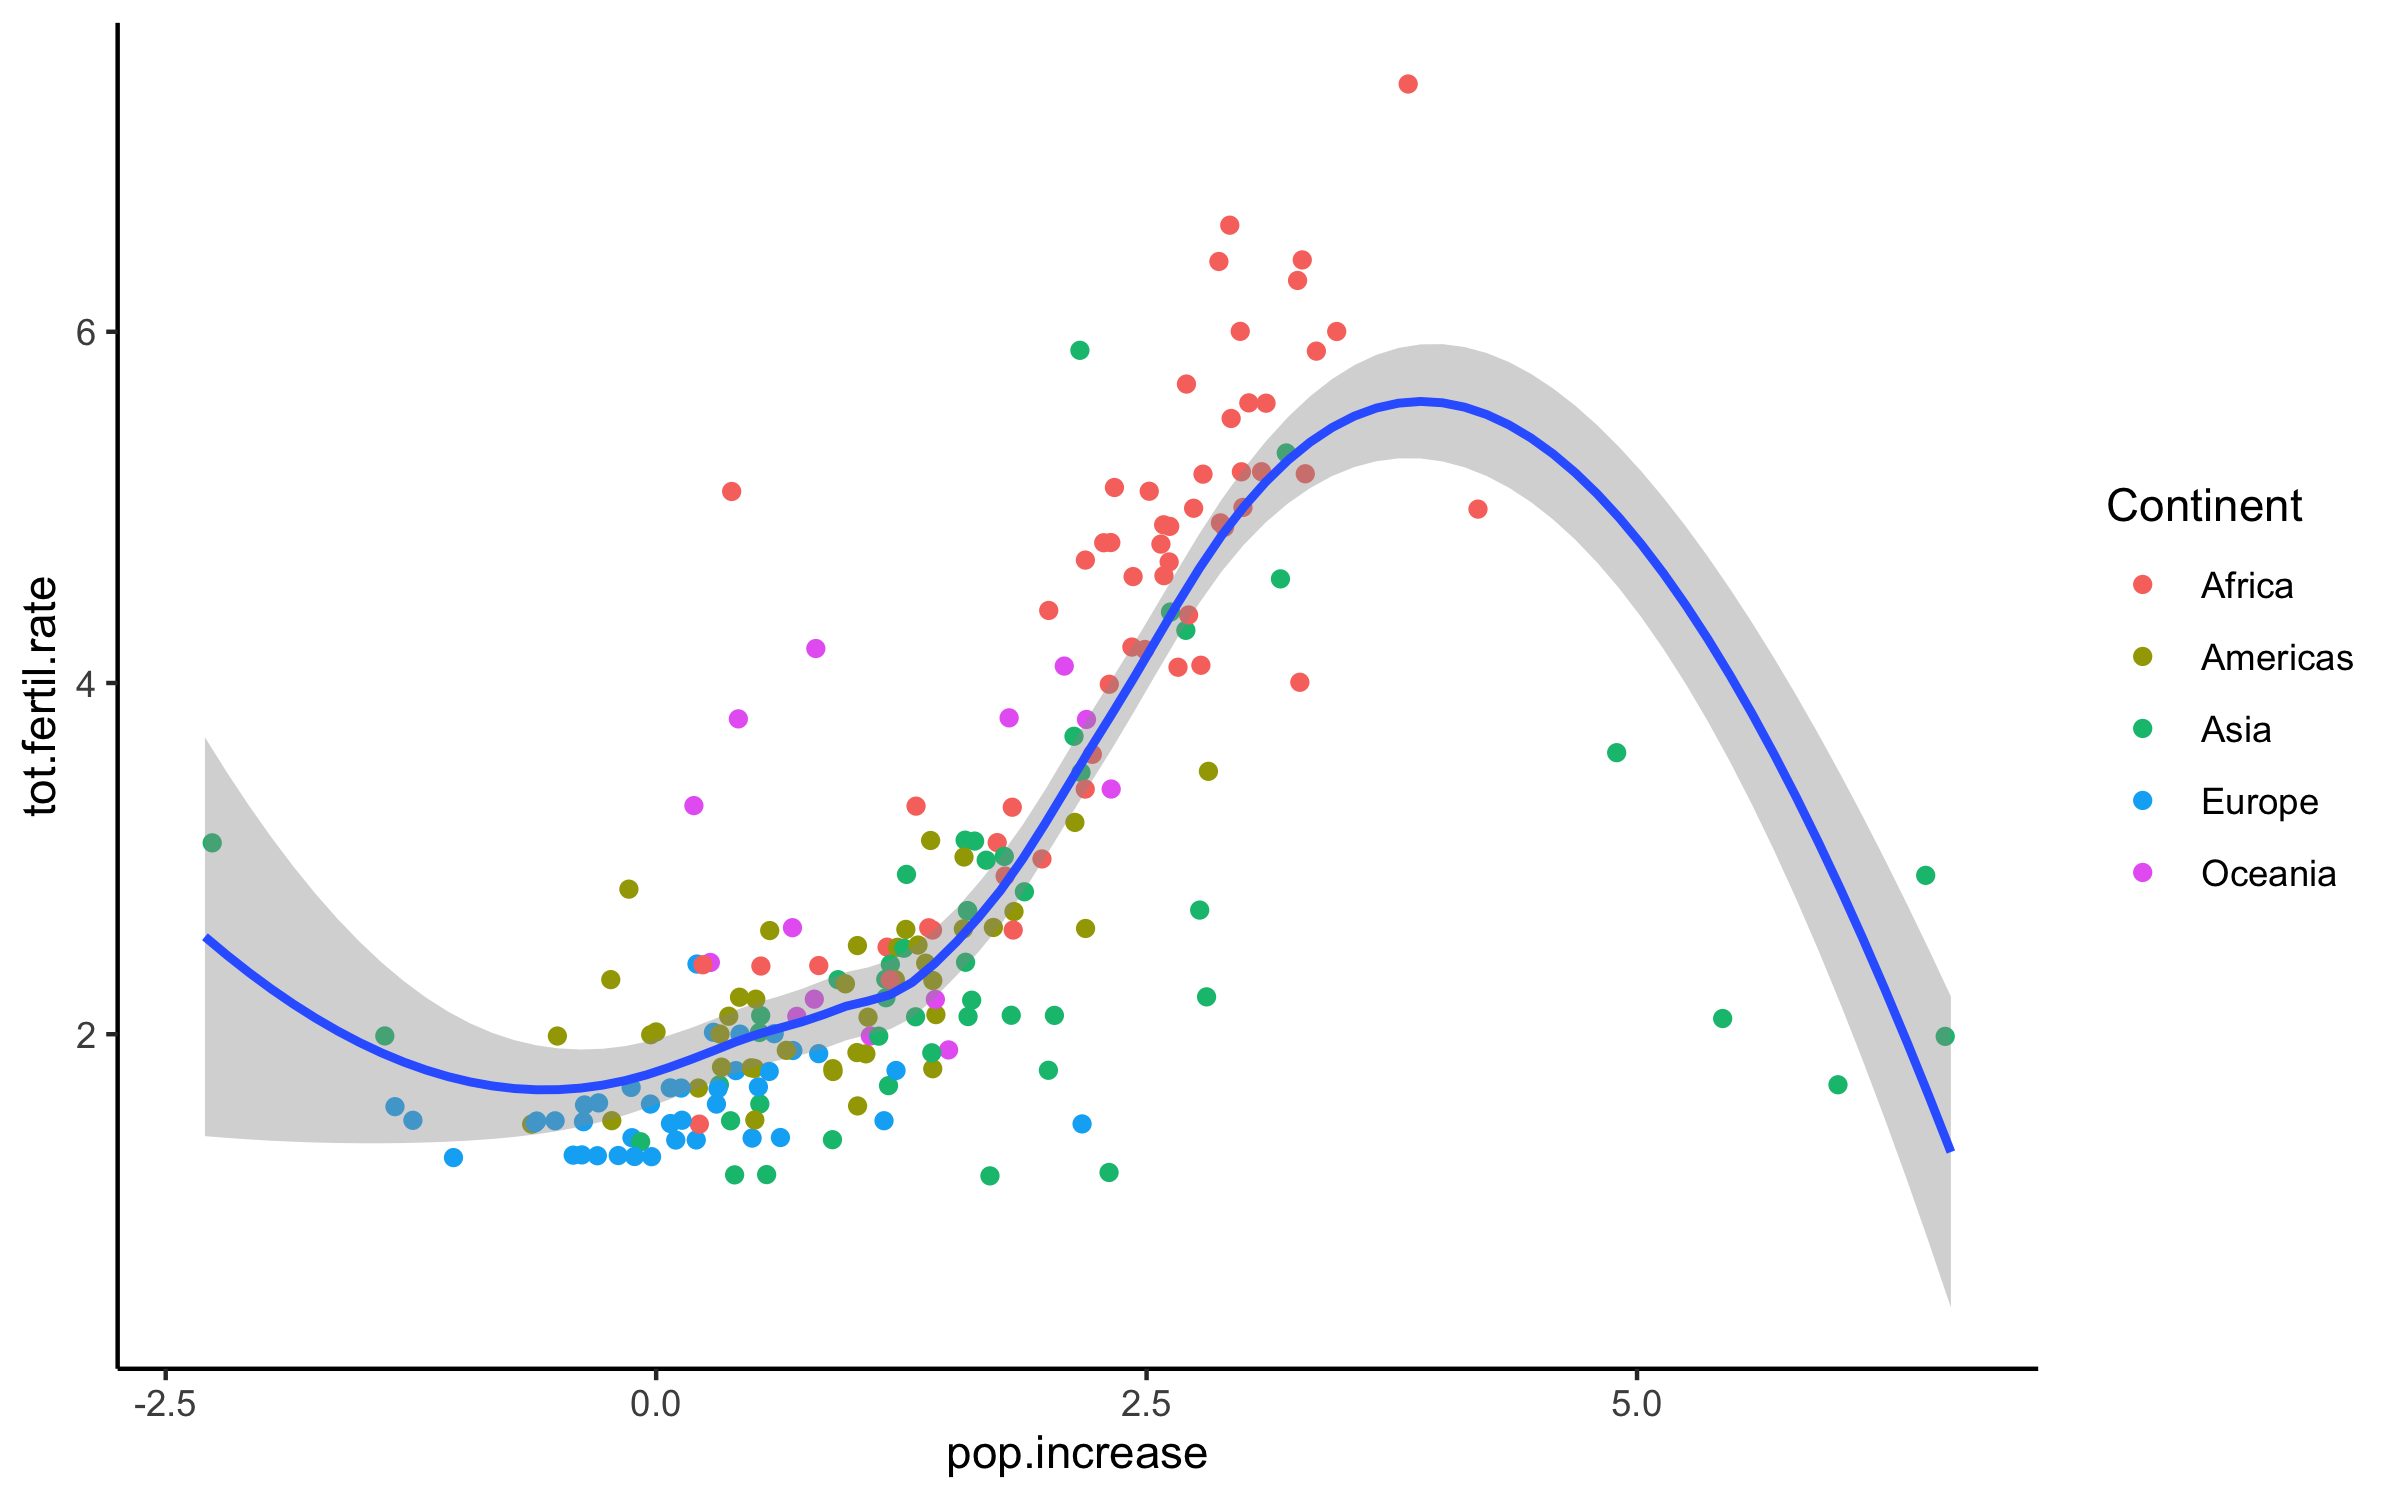 tot.fertil.rate
6
4
2
-2.5
0.0
2.5
5.0
pop.increase
Continent
Africa
Americas
Asia
Europe
Oceania